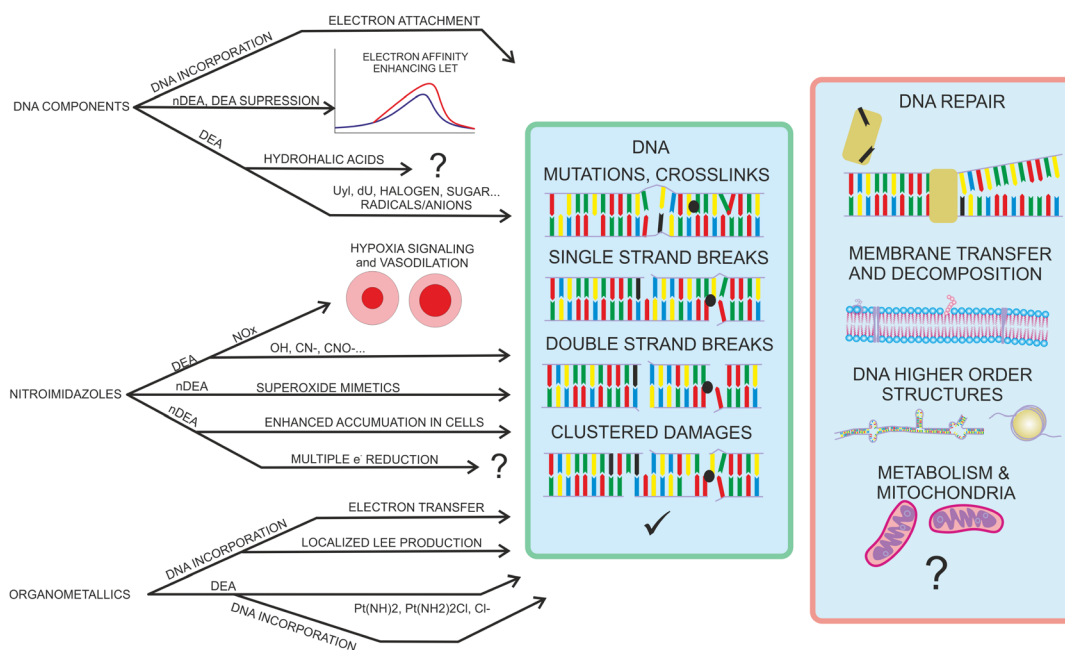 ELECTRON ATTACHMENT
DNA INCORPORATION
ELECTRON AFFINITY
ENHANCING LET
DNA COMPONENTS
nDEA, DEA SUPRESSION
DEA
HYDROHALIC ACIDS
?
Uyl, dU, HALOGEN, SUGAR...
RADICALS/ANIONS
HYPOXIA SIGNALING
and VASODILATION
NOx
DEA
OH, CN-, CNO-...
NITROIMIDAZOLES
nDEA
SUPEROXIDE MIMETICS
nDEA
ENHANCED ACCUMUATION IN CELLS
MULTIPLE e- REDUCTION
?
ELECTRON TRANSFER
DNA INCORPORATION
LOCALIZED LEE PRODUCTION
ORGANOMETALLICS
DEA
Pt(NH)2, Pt(NH2)2Cl, Cl-
DNA INCORPORATION
DNA
MUTATIONS, CROSSLINKS
SINGLE STRAND BREAKS
DOUBLE STRAND BREAKS
CLUSTERED DAMAGES
✓
DNA REPAIR
MEMBRANE TRANSFER
AND DECOMPOSITION
DNA HIGHER ORDER
STRUCTURES
METABOLISM &
MITOCHONDRIA
?